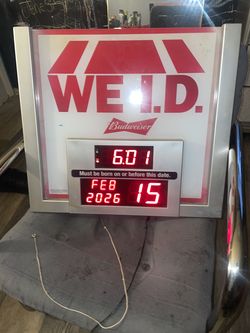 WE I.D.
Budweiser
6:01
Must be born on or before this date.
FEB 15
2026